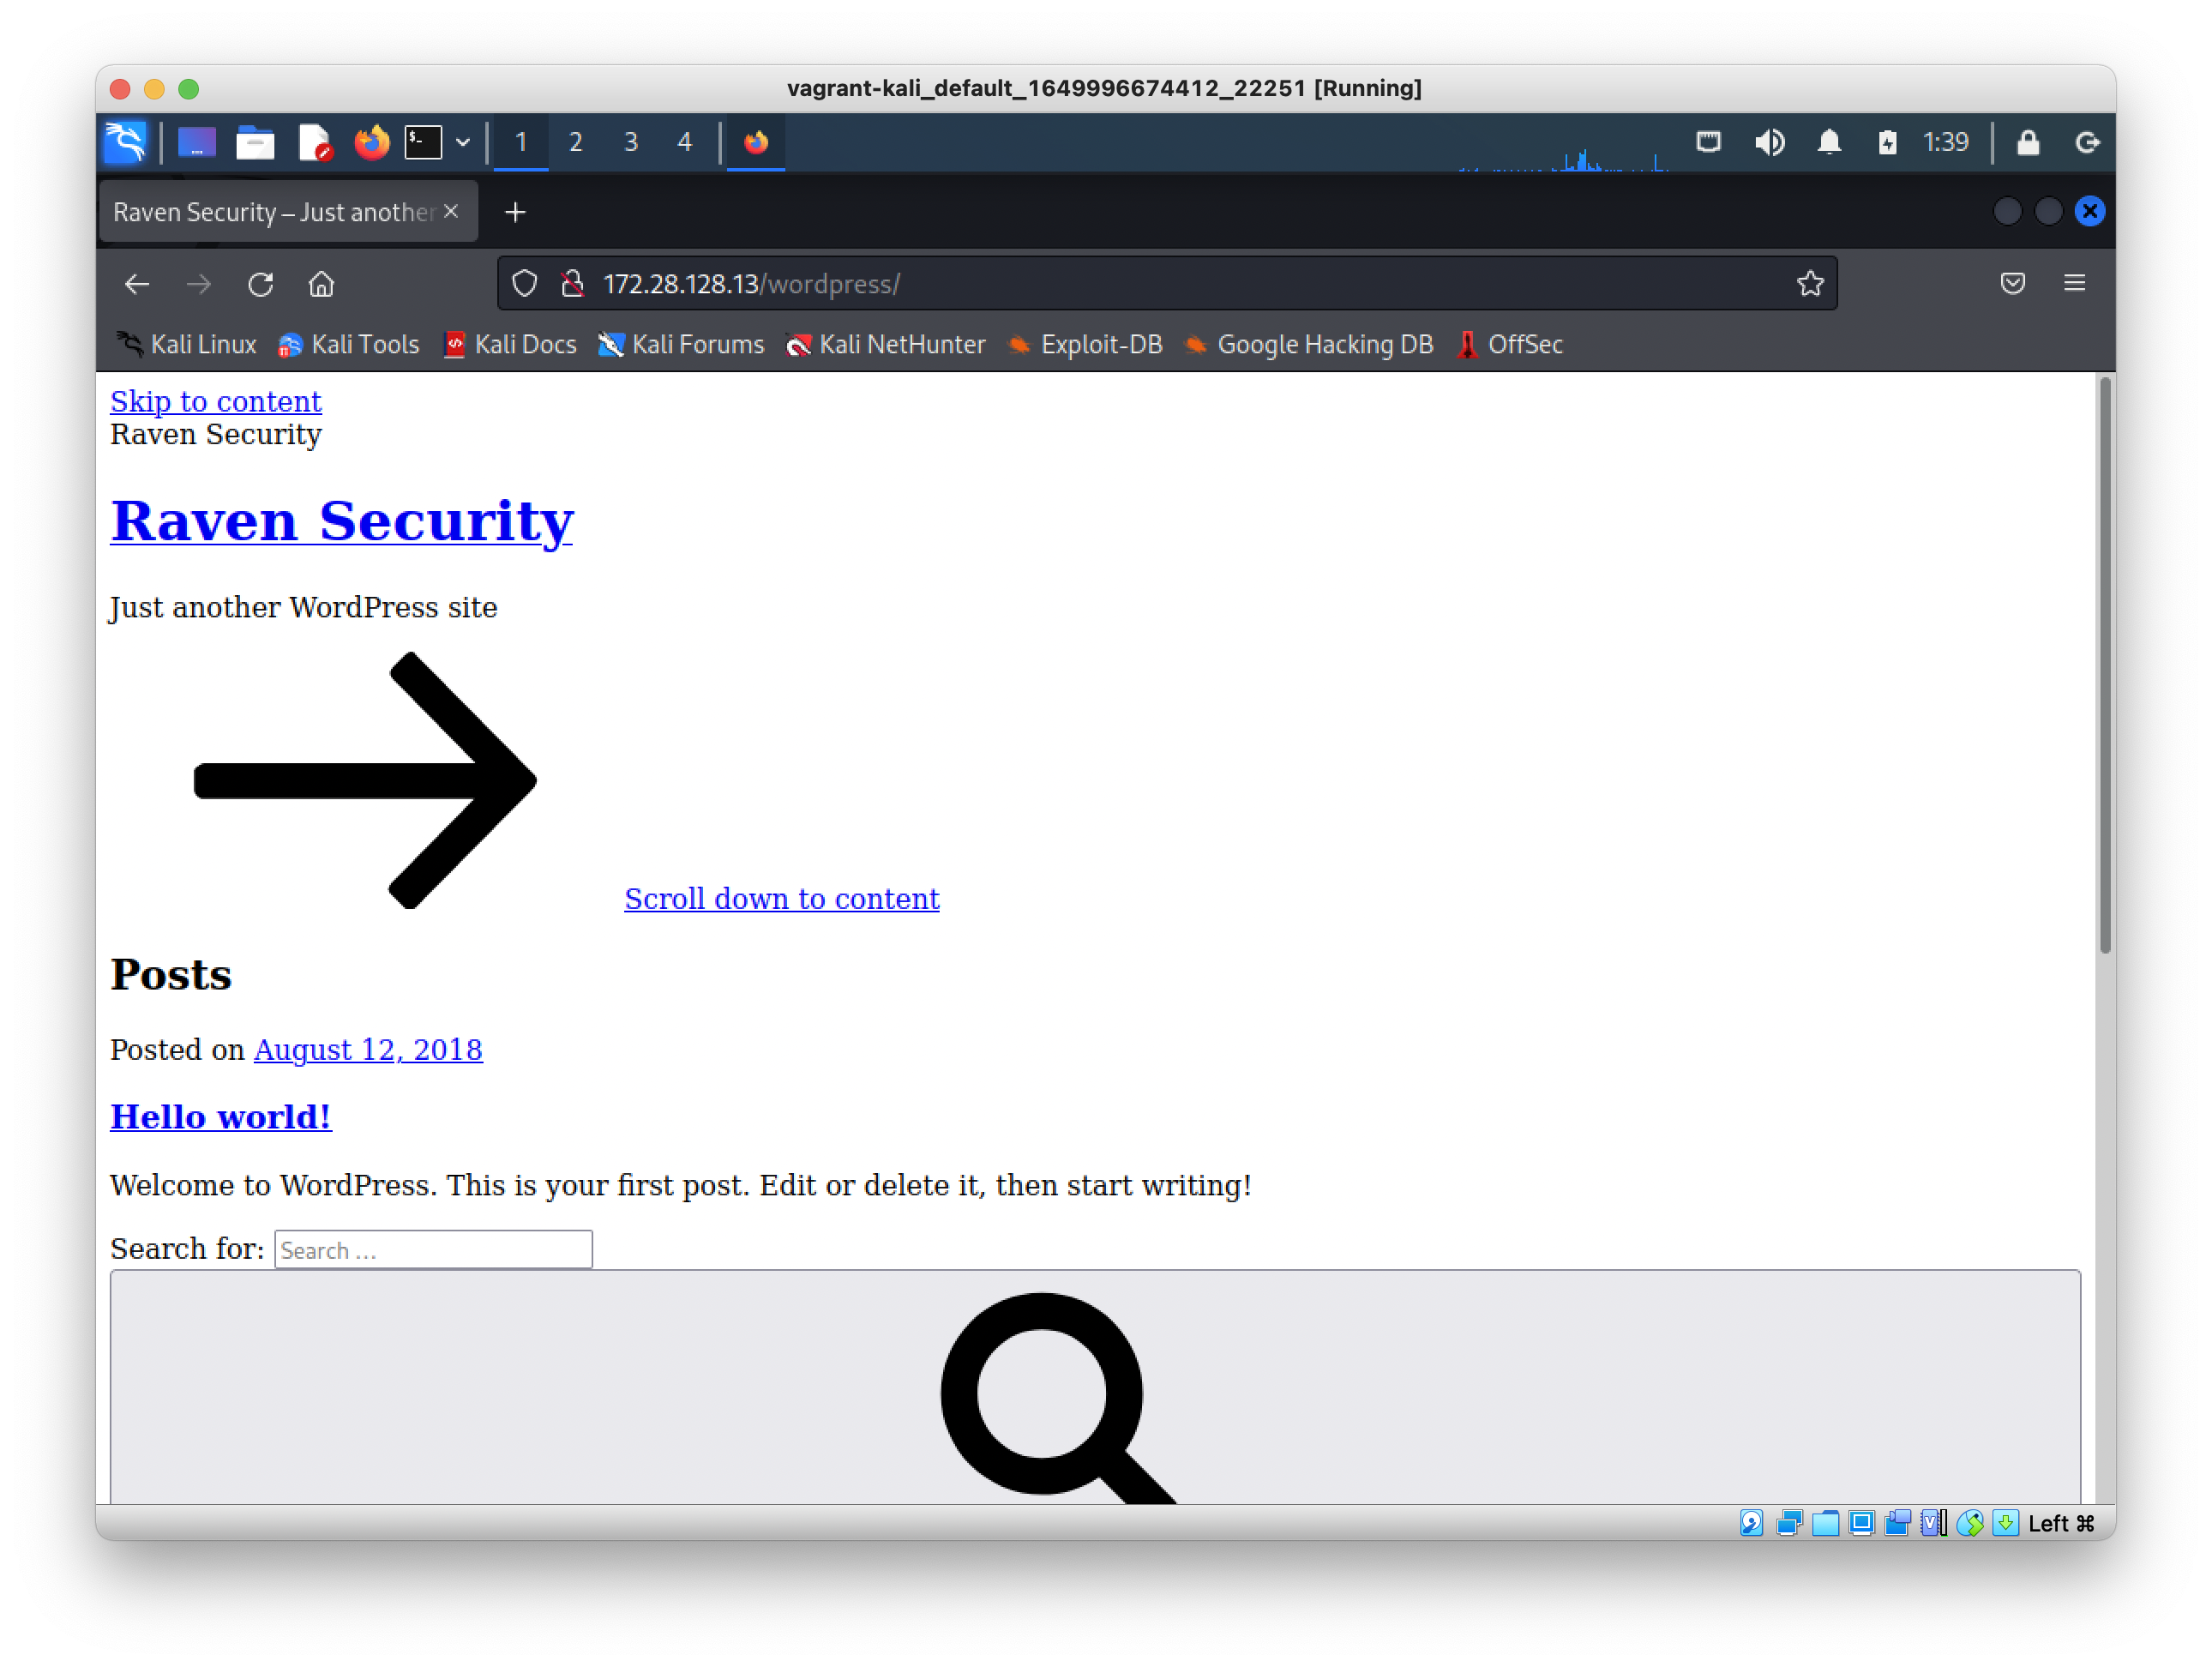 vagrant-kali_default_1649996674412_22251 [Running]
1 2 3 4 1:39
Raven Security – Just another
172.28.128.13/wordpress/
Kali Linux Kali Tools Kali Docs Kali Forums Kali NetHunter Exploit-DB Google Hacking DB OffSec
Skip to content
Raven Security
Raven Security
Just another WordPress site
Scroll down to content
Posts
Posted on August 12, 2018
Hello world!
Welcome to WordPress. This is your first post. Edit or delete it, then start writing!
Search for: Search ...
Left ⌘